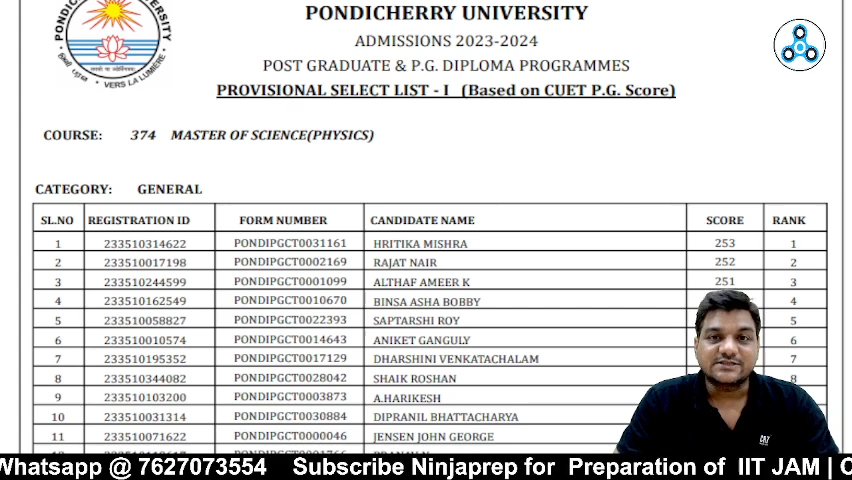 PONDICHERRY UNIVERSITY
ADMISSIONS 2023-2024
POST GRADUATE & P.G. DIPLOMA PROGRAMMES
PROVISIONAL SELECT LIST - I (Based on CUET P.G. Score)
VERS LA LUMIERE
COURSE: 374 MASTER OF SCIENCE(PHYSICS)
CATEGORY: GENERAL
SL.NO REGISTRATION ID FORM NUMBER CANDIDATE NAME SCORE RANK
1 233510314622 PONDIPGCT0031161 HRITIKA MISHRA 253 1
2 233510017198 PONDIPGCT0002169 RAJAT NAIR 252 2
3 233510244599 PONDIPGCT0001099 ALTHAF AMEER K 251 3
4 233510162549 PONDIPGCT0010670 BINSA ASHA BOBBY 4
5 233510058827 PONDIPGCT0022393 SAPTARSHI ROY 5
6 233510010574 PONDIPGCT0014643 ANIKET GANGULY 6
7 233510195352 PONDIPGCT0017129 DHARSHINI VENKATACHALAM 7
8 233510344082 PONDIPGCT0028042 SHAIK ROSHAN 8
9 233510103200 PONDIPGCT0003873 A.HARIKESH
10 233510031314 PONDIPGCT0030884 DIPRANIL BHATTACHARYA
11 233510071622 PONDIPGCT0000046 JENSEN JOHN GEORGE
Whatsapp @ 7627073554 Subscribe Ninjaprep for Preparation of IIT JAM |